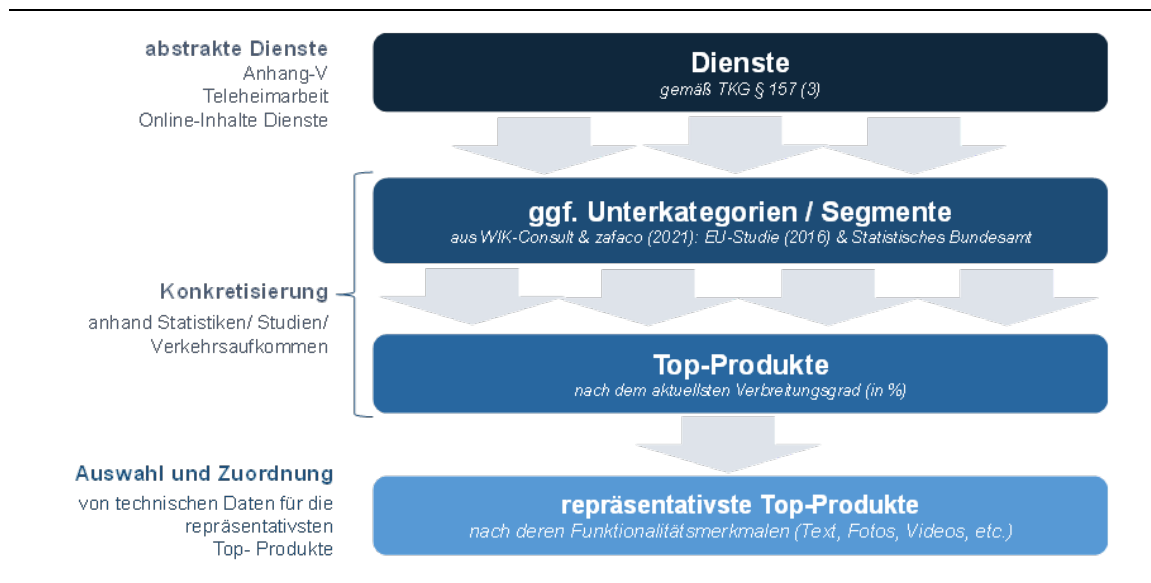 abstrakte Dienste
Anhang-V
Teleheimarbeit
Online-Inhalte Dienste
Dienste
gemäß TKG § 157 (3)
ggf. Unterkategorien / Segmente
aus WIK-Consult & zafaco (2021): EU-Studie (2016) & Statistisches Bundesamt
Konkretisierung
anhand Statistiken/ Studien/
Verkehrsaufkommen
Top-Produkte
nach dem aktuellsten Verbreitungsgrad (in %)
Auswahl und Zuordnung
von technischen Daten für die
repräsentativsten
Top- Produkte
repräsentativste Top-Produkte
nach deren Funktionalitätsmerkmalen (Text, Fotos, Videos, etc.)